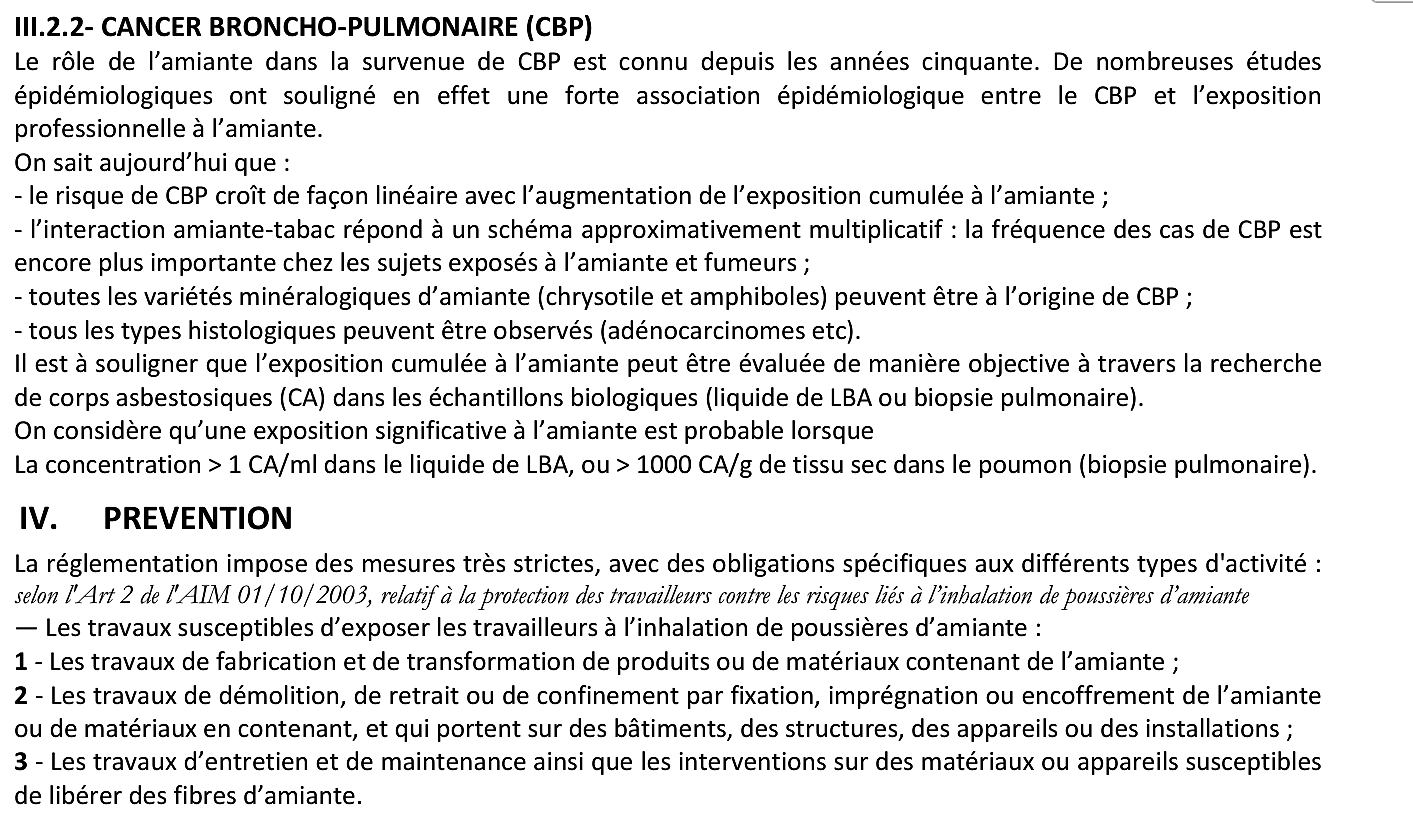 III.2.2- CANCER BRONCHO-PULMONAIRE (CBP)
Le rôle de l’amiante dans la survenue de CBP est connu depuis les années cinquante. De nombreuses études
épidémiologiques ont souligné en effet une forte association épidémiologique entre le CBP et l’exposition
professionnelle à l’amiante.
On sait aujourd’hui que :
- le risque de CBP croît de façon linéaire avec l’augmentation de l’exposition cumulée à l’amiante ;
- l’interaction amiante-tabac répond à un schéma approximativement multiplicatif : la fréquence des cas de CBP est
encore plus importante chez les sujets exposés à l’amiante et fumeurs ;
- toutes les variétés minéralogiques d’amiante (chrysotile et amphiboles) peuvent être à l’origine de CBP ;
- tous les types histologiques peuvent être observés (adénocarcinomes etc).
Il est à souligner que l’exposition cumulée à l’amiante peut être évaluée de manière objective à travers la recherche
de corps asbestosiques (CA) dans les échantillons biologiques (liquide de LBA ou biopsie pulmonaire).
On considère qu’une exposition significative à l’amiante est probable lorsque
La concentration > 1 CA/ml dans le liquide de LBA, ou > 1000 CA/g de tissu sec dans le poumon (biopsie pulmonaire).
IV. PREVENTION
La réglementation impose des mesures très strictes, avec des obligations spécifiques aux différents types d'activité :
selon l'Art 2 de l'AIM 01/10/2003, relatif à la protection des travailleurs contre les risques liés à l’inhalation de poussières d’amiante
— Les travaux susceptibles d’exposer les travailleurs à l’inhalation de poussières d’amiante :
1 - Les travaux de fabrication et de transformation de produits ou de matériaux contenant de l’amiante ;
2 - Les travaux de démolition, de retrait ou de confinement par fixation, imprégnation ou encoffrement de l’amiante
ou de matériaux en contenant, et qui portent sur des bâtiments, des structures, des appareils ou des installations ;
3 - Les travaux d’entretien et de maintenance ainsi que les interventions sur des matériaux ou appareils susceptibles
de libérer des fibres d’amiante.